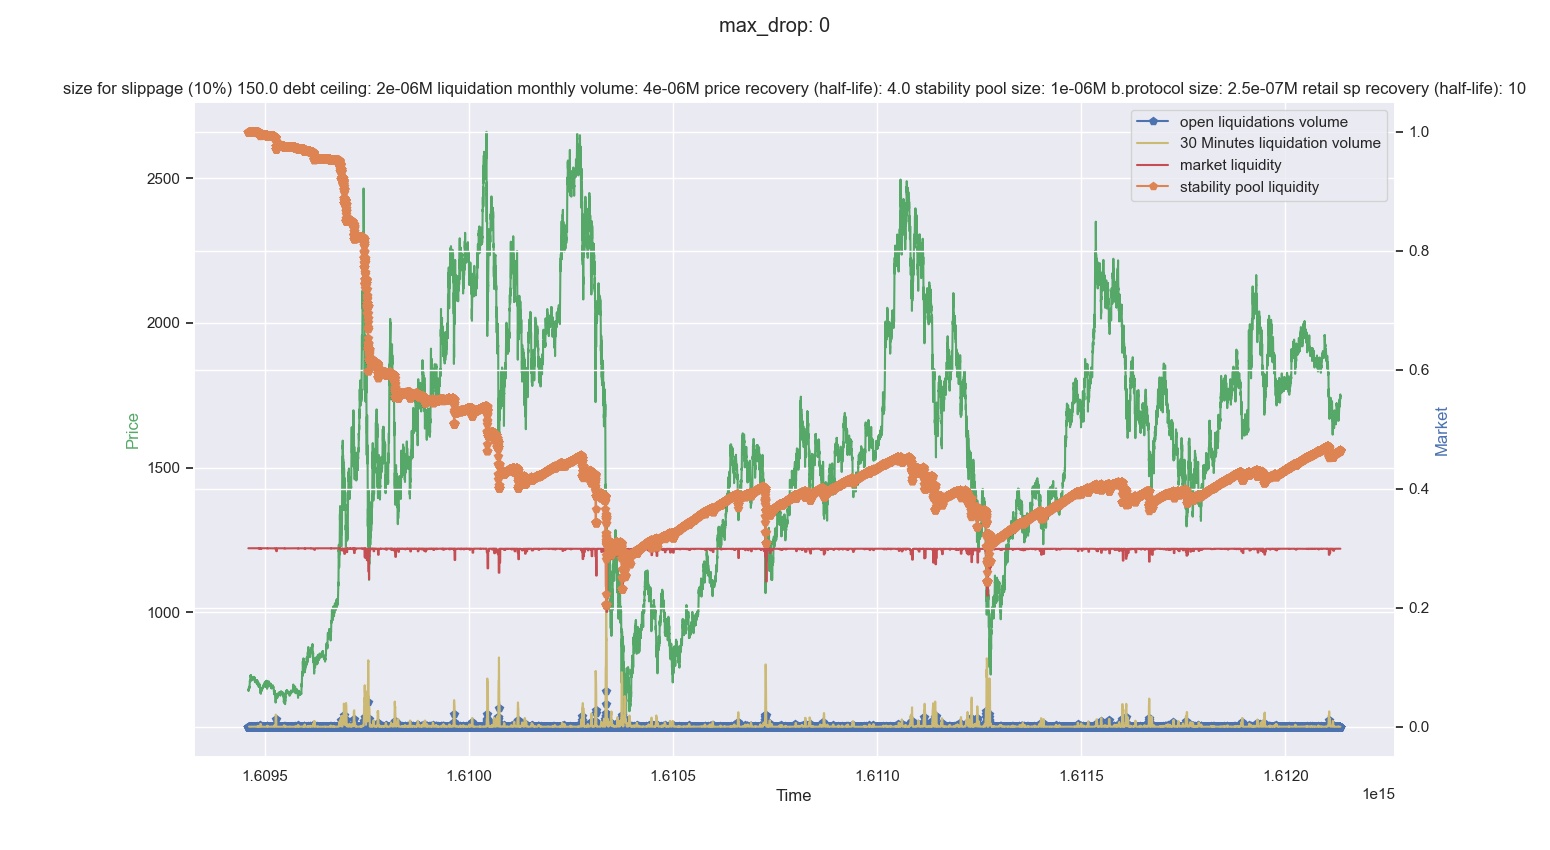 max_drop: 0
size for slippage (10%) 150.0 debt ceiling: 2e-06M liquidation monthly volume: 4e-06M price recovery (half-life): 4.0 stability pool size: 1e-06M b.protocol size: 2.5e-07M retail sp recovery (half-life): 10
open liquidations volume
30 Minutes liquidation volume
market liquidity
stability pool liquidity
2500
2000
1500
1000
Price
1.0
0.8
0.6
0.4
0.2
0.0
Market
1.6095 1.6100 1.6105 1.6110 1.6115 1.6120
1e15
Time